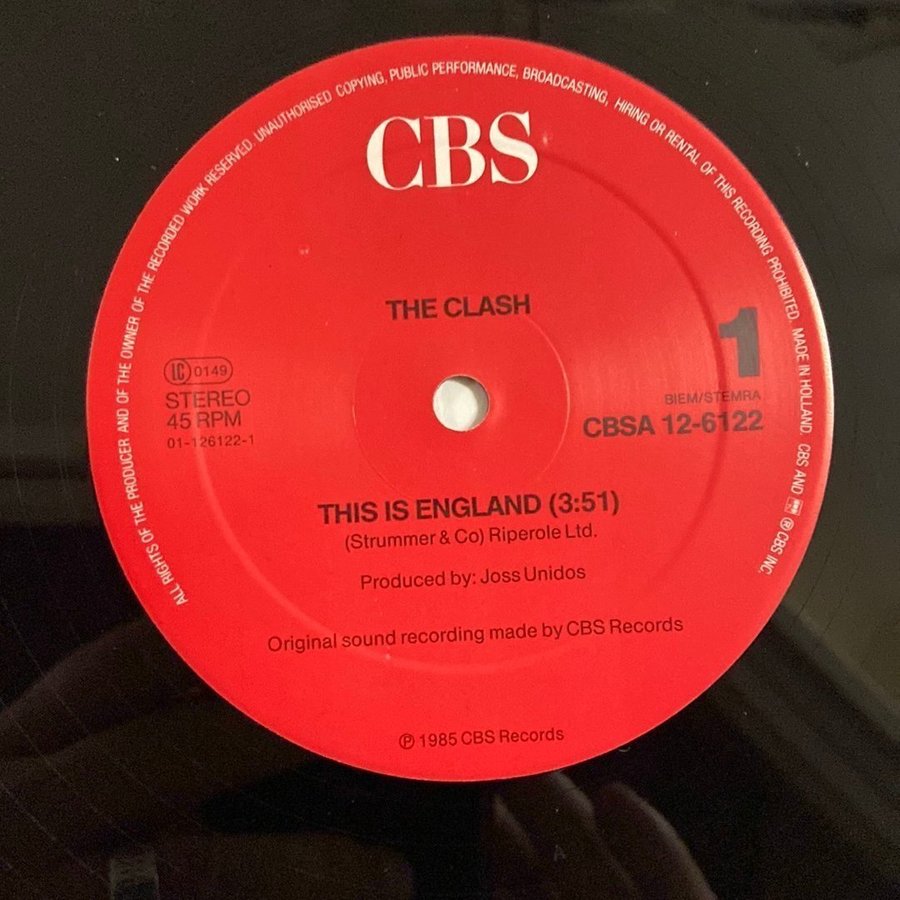 ALL RIGHTS OF THE PRODUCER AND OF THE OWNER OF THE RECORDED WORK RESERVED. UNAUTHORISED COPYING, PUBLIC PERFORMANCE, BROADCASTING, HIRING OR RENTAL OF THIS RECORDING PROHIBITED. MADE IN HOLLAND. CBS AND ℗ CBS INC.
CBS
THE CLASH
1
LC 0149
STEREO
45 RPM
01-126122-1
BIEM/STEMRA
CBSA 12-6122
THIS IS ENGLAND (3:51)
(Strummer & Co) Riperole Ltd.
Produced by: Joss Unidos
Original sound recording made by CBS Records
℗ 1985 CBS Records